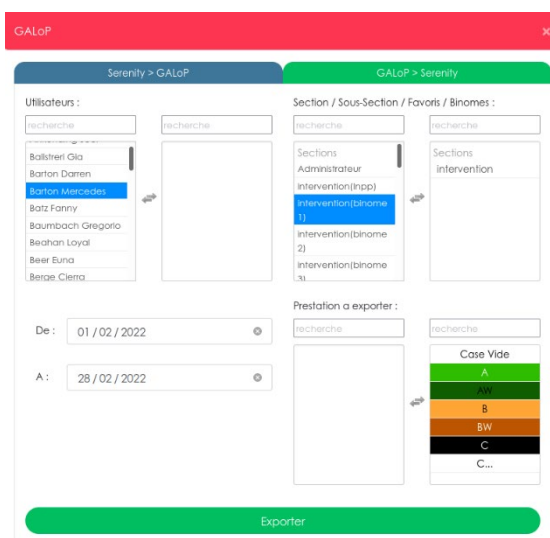 GALoP
Serenity > GALoP
GALoP > Serenity
Utilisateurs :
recherche
recherche
Balistreri Gia
Barton Darren
Barton Mercedes
Batz Fanny
Baumbach Gregorio
Beahan Loyal
Beer Euna
Berge Cierra
Section / Sous-Section / Favoris / Binomes :
recherche
recherche
Sections
Administrateur
intervention(lnpp)
intervention(binome
1)
intervention(binome
2)
intervention(binome
3)
Sections
intervention
De :
01 / 02 / 2022
A :
28 / 02 / 2022
Prestation a exporter :
recherche
recherche
Case Vide
A
AW
B
BW
C
C...
Exporter